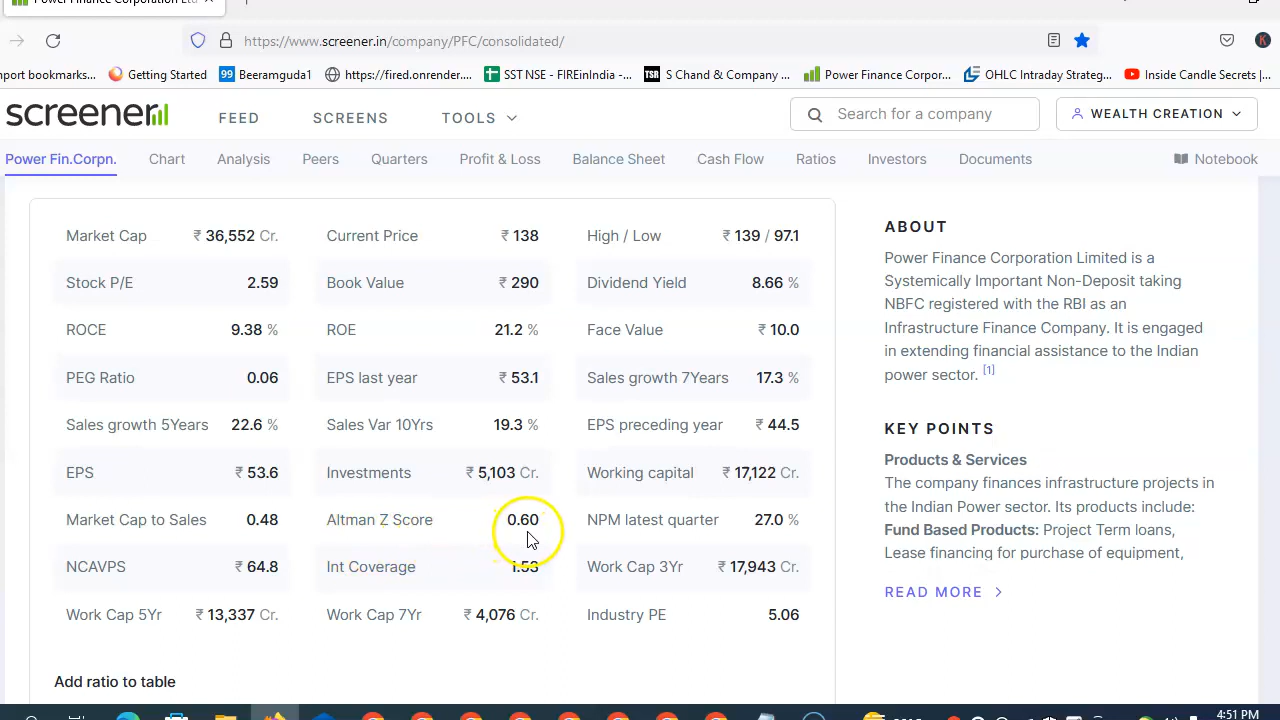 Power Finance Corporation Ltd
https://www.screener.in/company/PFC/consolidated/
mport bookmarks... Getting Started 99 Beeramguda1 https://fired.onrender.... SST NSE - FIREinIndia -... TSR S Chand & Company ... Power Finance Corpor... OHLC Intraday Strateg... Inside Candle Secrets |...
screener
FEED SCREENS TOOLS
Search for a company
WEALTH CREATION
Power Fin.Corpn. Chart Analysis Peers Quarters Profit & Loss Balance Sheet Cash Flow Ratios Investors Documents Notebook
Market Cap ₹ 36,552 Cr. Current Price ₹ 138 High / Low ₹ 139 / 97.1
Stock P/E 2.59 Book Value ₹ 290 Dividend Yield 8.66 %
ROCE 9.38 % ROE 21.2 % Face Value ₹ 10.0
PEG Ratio 0.06 EPS last year ₹ 53.1 Sales growth 7Years 17.3 %
Sales growth 5Years 22.6 % Sales Var 10Yrs 19.3 % EPS preceding year ₹ 44.5
EPS ₹ 53.6 Investments ₹ 5,103 Cr. Working capital ₹ 17,122 Cr.
Market Cap to Sales 0.48 Altman Z Score 0.60 NPM latest quarter 27.0 %
NCAVPS ₹ 64.8 Int Coverage 1.53 Work Cap 3Yr ₹ 17,943 Cr.
Work Cap 5Yr ₹ 13,337 Cr. Work Cap 7Yr ₹ 4,076 Cr. Industry PE 5.06
Add ratio to table
ABOUT
Power Finance Corporation Limited is a
Systemically Important Non-Deposit taking
NBFC registered with the RBI as an
Infrastructure Finance Company. It is engaged
in extending financial assistance to the Indian
power sector. [1]
KEY POINTS
Products & Services
The company finances infrastructure projects in
the Indian Power sector. Its products include:
Fund Based Products: Project Term loans,
Lease financing for purchase of equipment,
READ MORE
4:51 PM